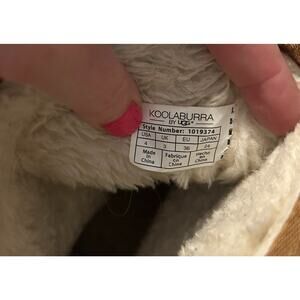 KOOLABURRA
BY UGG®
Style Number: 1019374
USA UK EU JAPAN
4 3 36 24
Made in China Fabriqué en Chine Hecho en China